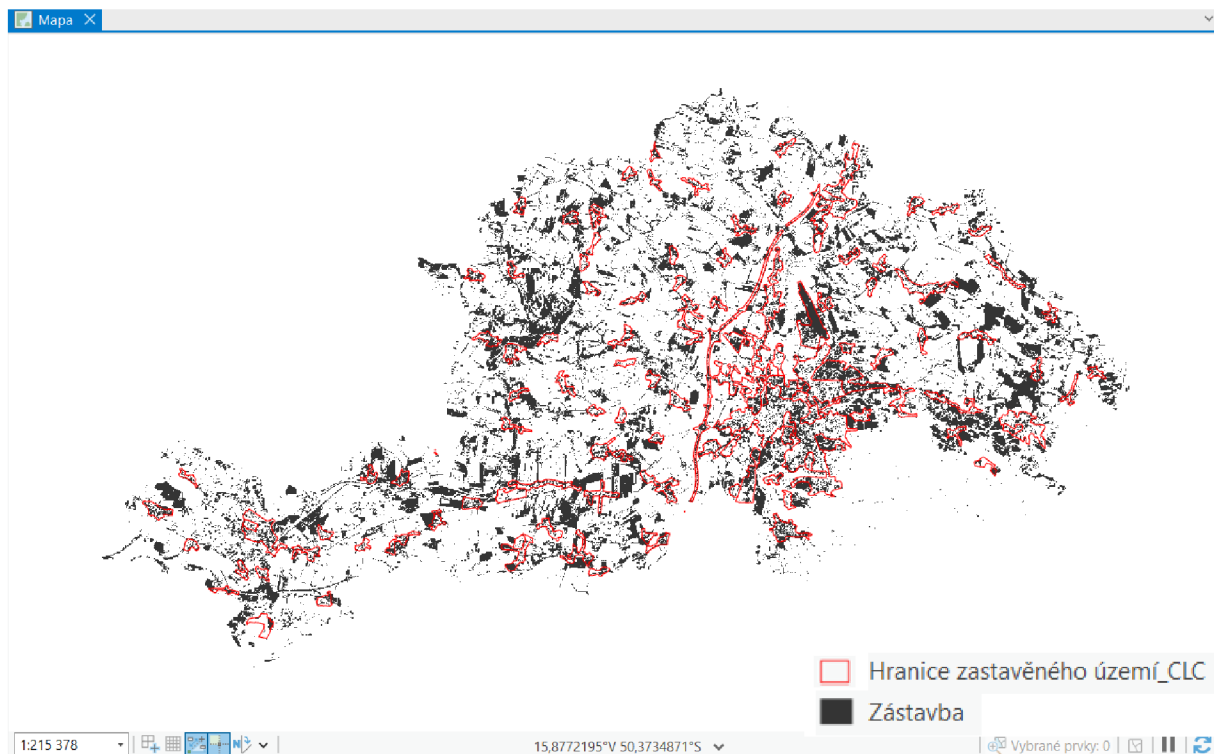 Mapa
Hranice zastavěného území_CLC
Zástavba
1:215 378
N
15,8772195°V 50,3734871°S
Vybrané prvky: 0